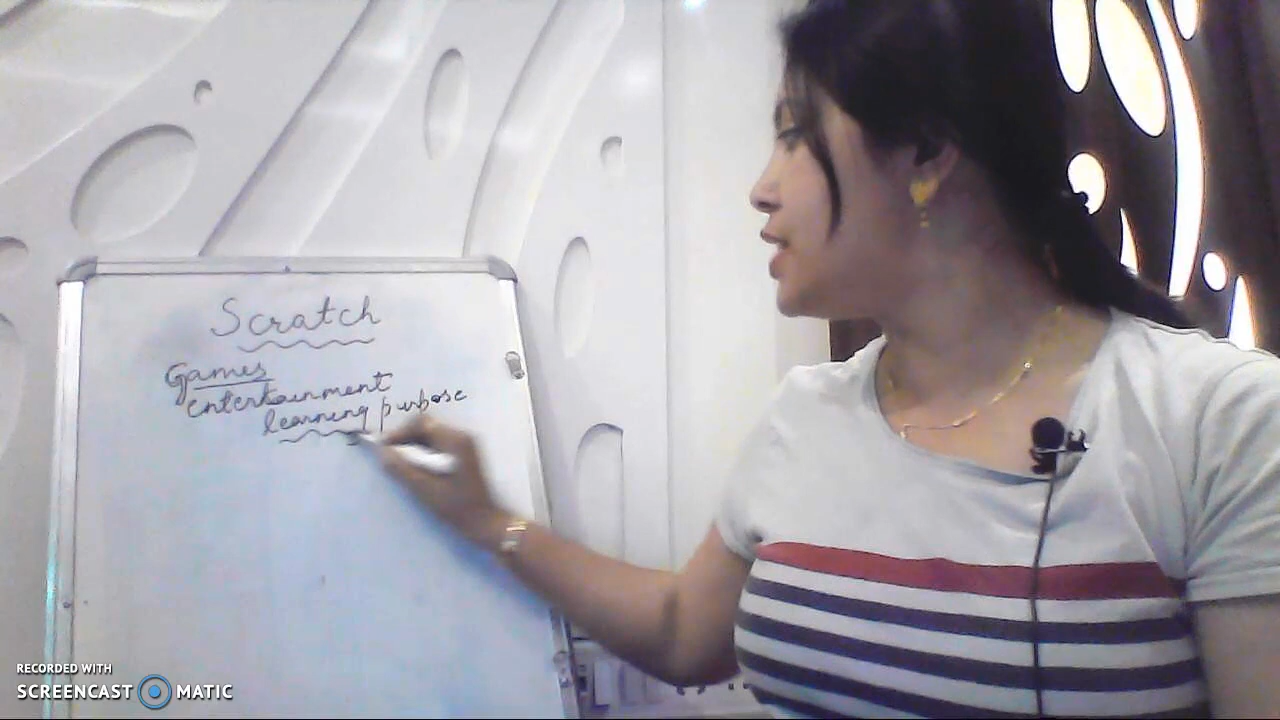 Scratch
Games
entertainment
learning purpose
RECORDED WITH
SCREENCAST MATIC